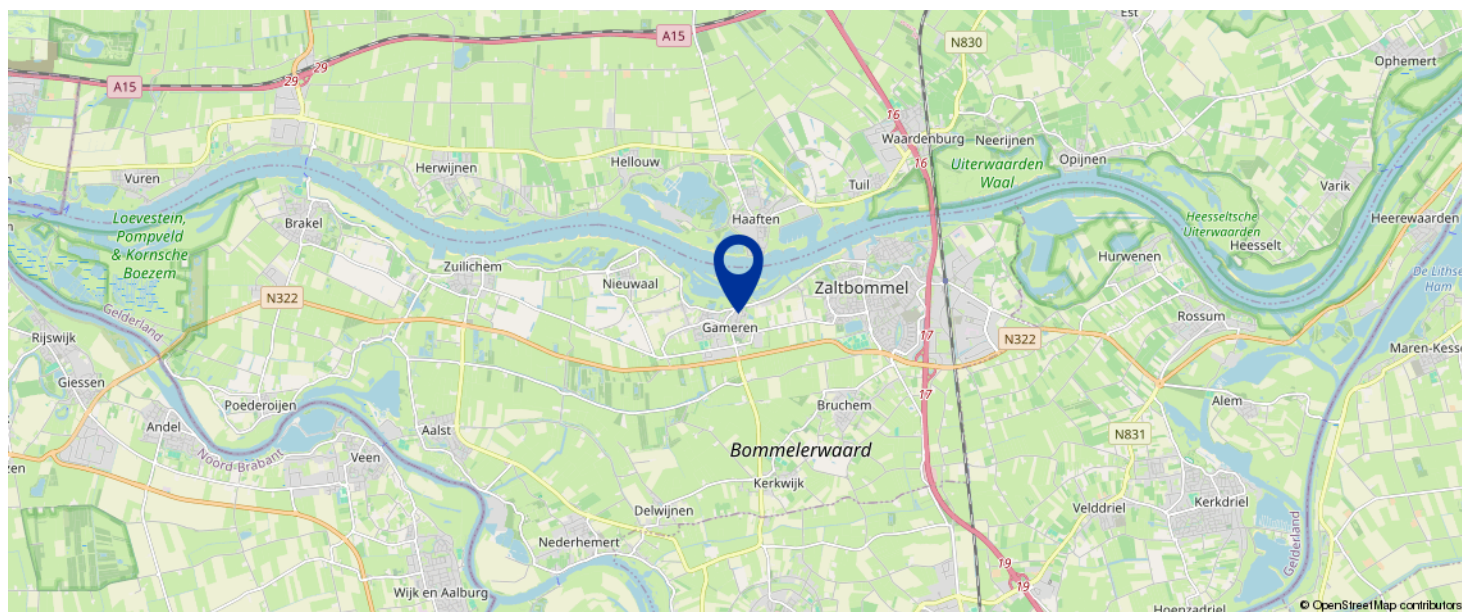 Est
A15
N830
Ophemert
29
29
A15
16
Waardenburg
Neerijnen
Herwijnen
Hellouw
16
Uiterwaarden
Waal
Opijnen
Vuren
Tuil
Varik
Loevestein,
Pompveld
& Kornsche
Boezem
Brakel
Haaften
Heesseltsche
Uiterwaarden
Heerewaarden
Heesselt
Zuilichem
Hurwenen
De Lithse
Ham
Nieuwaal
Zaltbommel
N322
Gelderland
Rijswijk
Gameren
17
N322
Rossum
Maren-Kesse
Giessen
17
Poederoijen
Bruchem
Alem
Andel
Aalst
N831
Noord-Brabant
Veen
Bommelerwaard
zen
Kerkwijk
Delwijnen
Velddriel
Kerkdriel
Nederhemert
Gelderland
19
19
Wijk en Aalburg
Hoenzadriel
© OpenStreetMap contributors